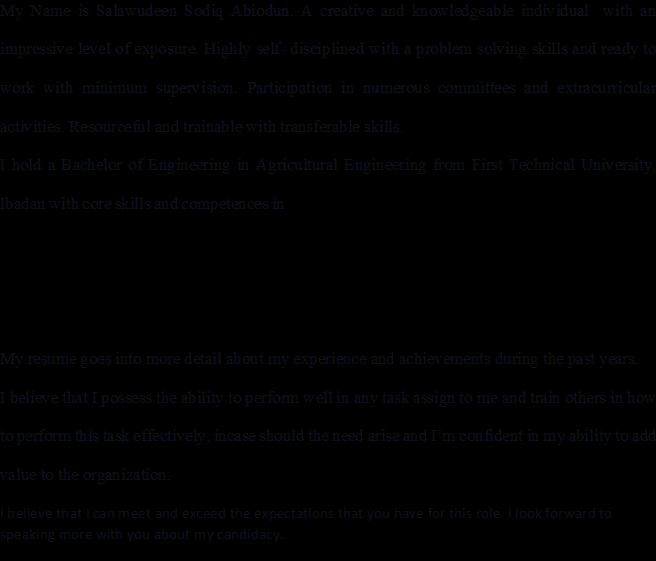 My Name is Salawudeen Sodiq Abiodun. A creative and knowledgeable individual with an
impressive level of exposure. Highly self- disciplined with a problem solving skills and ready to
work with minimum supervision. Participation in numerous committees and extracurricular
activities. Resourceful and trainable with transferable skills.
I hold a Bachelor of Engineering in Agricultural Engineering from First Technical University,
Ibadan with core skills and competences in
My resume goes into more detail about my experience and achievements during the past years.
I believe that I possess the ability to perform well in any task assign to me and train others in how
to perform this task effectively, incase should the need arise and I'm confident in my ability to add
value to the organization.
I believe that I can meet and exceed the expectations that you have for this role. I look forward to
speaking more with you about my candidacy.